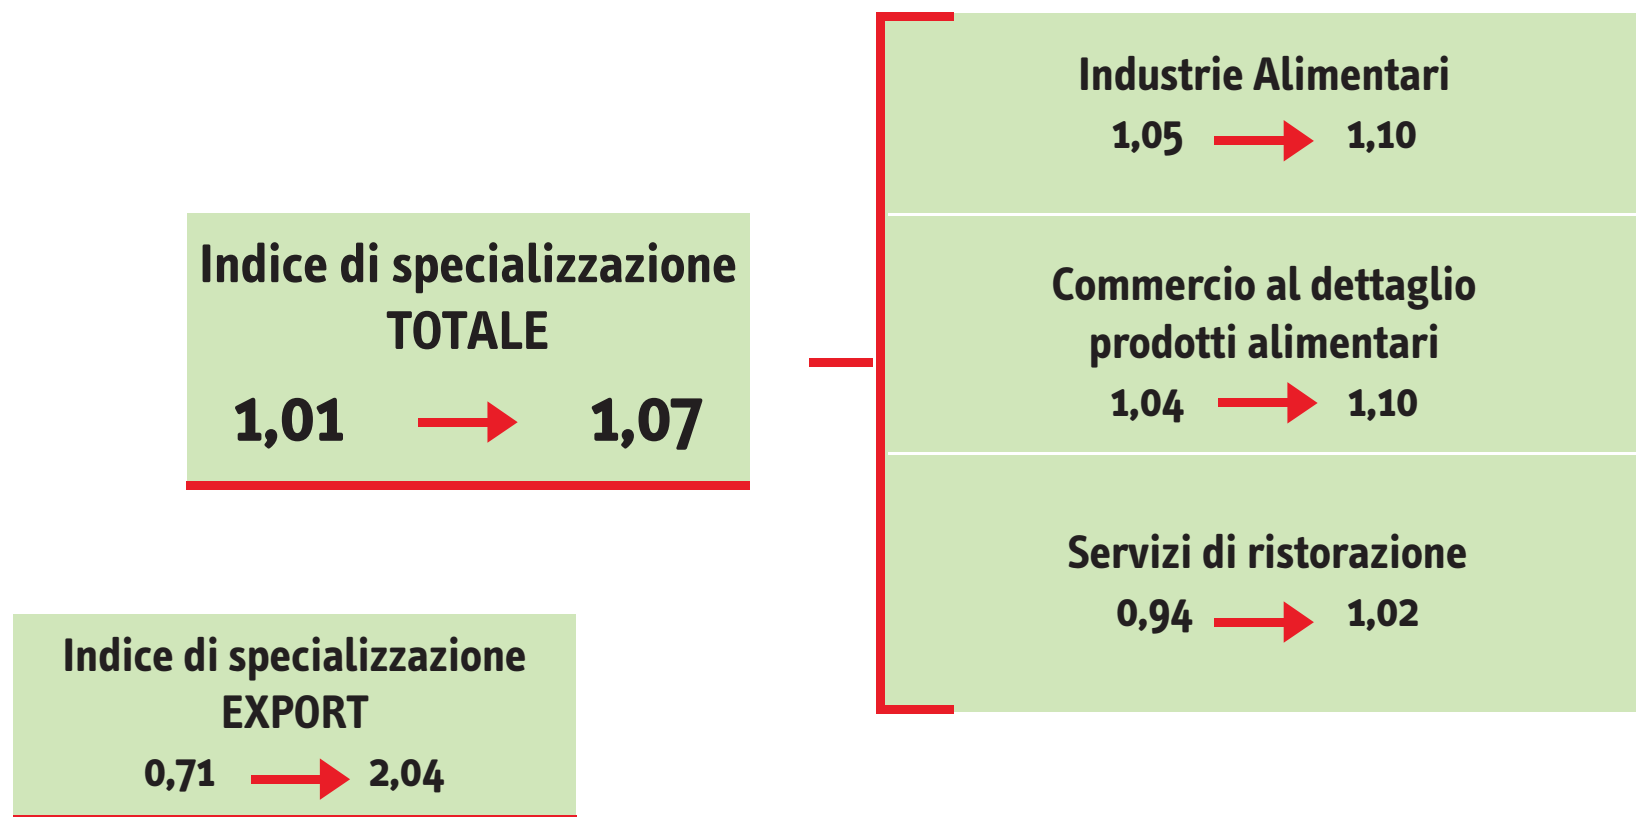 Indice di specializzazione
TOTALE
1,01 1,07
Industrie Alimentari
1,05 1,10
Commercio al dettaglio
prodotti alimentari
1,04 1,10
Servizi di ristorazione
0,94 1,02
Indice di specializzazione
EXPORT
0,71 2,04